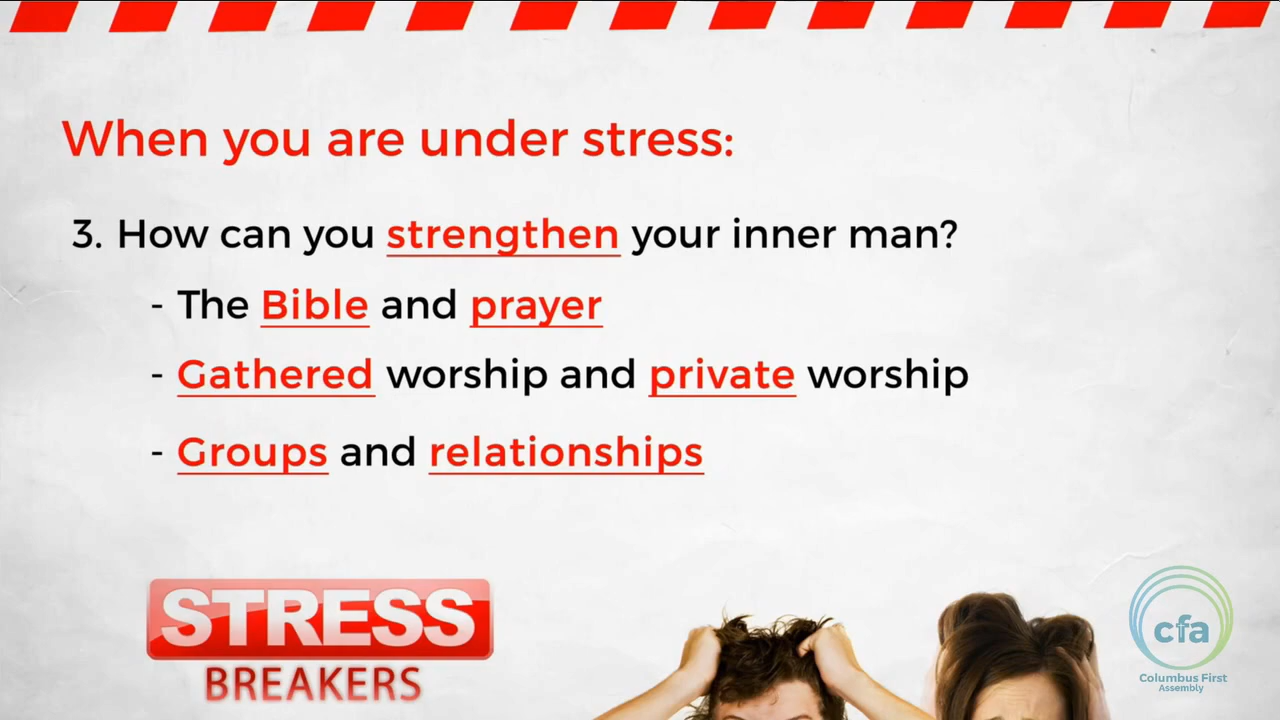 When you are under stress:
3. How can you strengthen your inner man?
- The Bible and prayer
- Gathered worship and private worship
- Groups and relationships
STRESS
BREAKERS
cfa
Columbus First
Assembly